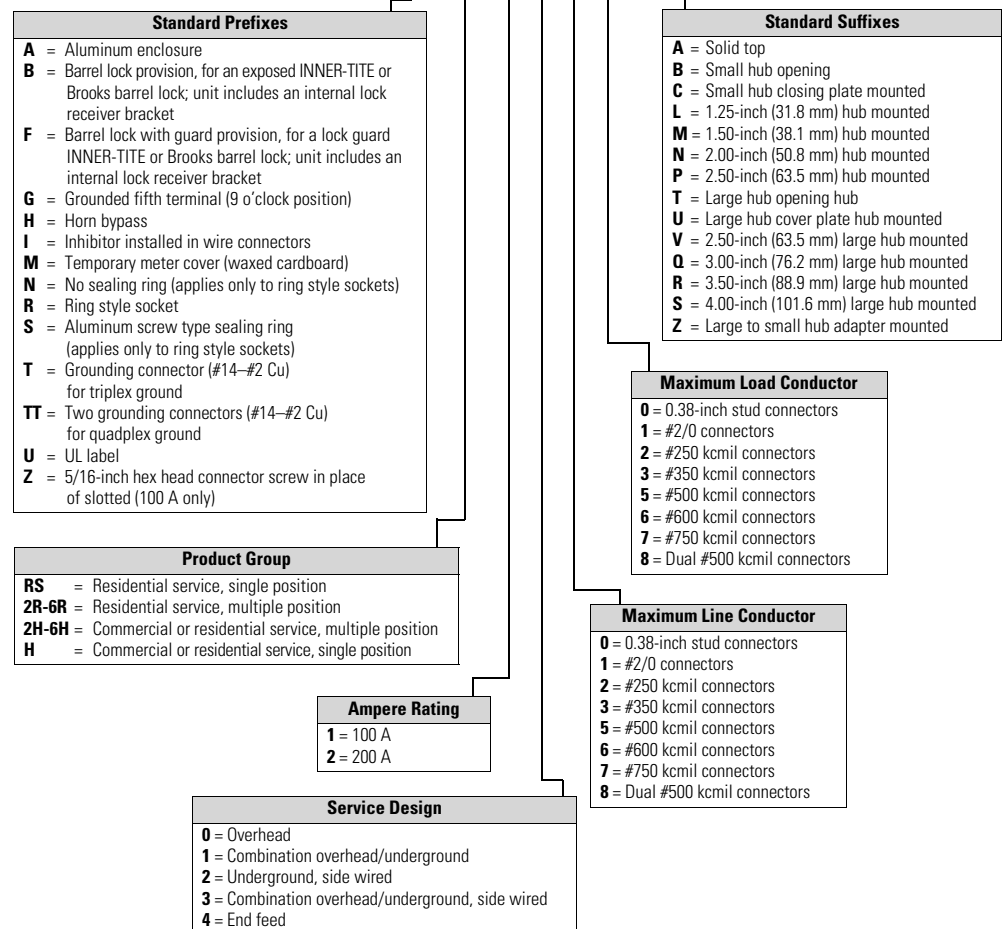 Standard Prefixes
A = Aluminum enclosure
B = Barrel lock provision, for an exposed INNER-TITE or
Brooks barrel lock; unit includes an internal lock
receiver bracket
F = Barrel lock with guard provision, for a lock guard
INNER-TITE or Brooks barrel lock; unit includes an
internal lock receiver bracket
G = Grounded fifth terminal (9 o'clock position)
H = Horn bypass
I = Inhibitor installed in wire connectors
M = Temporary meter cover (waxed cardboard)
N = No sealing ring (applies only to ring style sockets)
R = Ring style socket
S = Aluminum screw type sealing ring
(applies only to ring style sockets)
T = Grounding connector (#14–#2 Cu)
for triplex ground
TT = Two grounding connectors (#14–#2 Cu)
for quadplex ground
U = UL label
Z = 5/16-inch hex head connector screw in place
of slotted (100 A only)
Standard Suffixes
A = Solid top
B = Small hub opening
C = Small hub closing plate mounted
L = 1.25-inch (31.8 mm) hub mounted
M = 1.50-inch (38.1 mm) hub mounted
N = 2.00-inch (50.8 mm) hub mounted
P = 2.50-inch (63.5 mm) hub mounted
T = Large hub opening hub
U = Large hub cover plate hub mounted
V = 2.50-inch (63.5 mm) large hub mounted
Q = 3.00-inch (76.2 mm) large hub mounted
R = 3.50-inch (88.9 mm) large hub mounted
S = 4.00-inch (101.6 mm) large hub mounted
Z = Large to small hub adapter mounted
Maximum Load Conductor
0 = 0.38-inch stud connectors
1 = #2/0 connectors
2 = #250 kcmil connectors
3 = #350 kcmil connectors
5 = #500 kcmil connectors
6 = #600 kcmil connectors
7 = #750 kcmil connectors
8 = Dual #500 kcmil connectors
Product Group
RS = Residential service, single position
2R-6R = Residential service, multiple position
2H-6H = Commercial or residential service, multiple position
H = Commercial or residential service, single position
Maximum Line Conductor
0 = 0.38-inch stud connectors
1 = #2/0 connectors
2 = #250 kcmil connectors
3 = #350 kcmil connectors
5 = #500 kcmil connectors
6 = #600 kcmil connectors
7 = #750 kcmil connectors
8 = Dual #500 kcmil connectors
Ampere Rating
1 = 100 A
2 = 200 A
Service Design
0 = Overhead
1 = Combination overhead/underground
2 = Underground, side wired
3 = Combination overhead/underground, side wired
4 = End feed